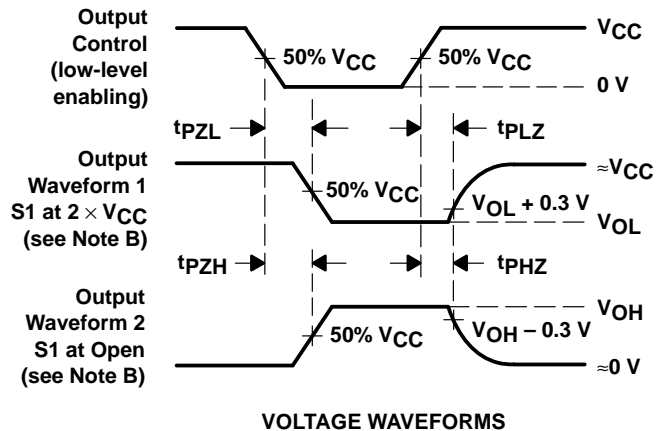 Output
Control
(low-level
enabling)
VCC
50% VCC
50% VCC
0 V
tPZL
tPLZ
Output
Waveform 1
S1 at 2 × VCC
(see Note B)
≈VCC
50% VCC
VOL + 0.3 V
VOL
tPZH
tPHZ
Output
Waveform 2
S1 at Open
(see Note B)
VOH
50% VCC
VOH – 0.3 V
≈0 V
VOLTAGE WAVEFORMS